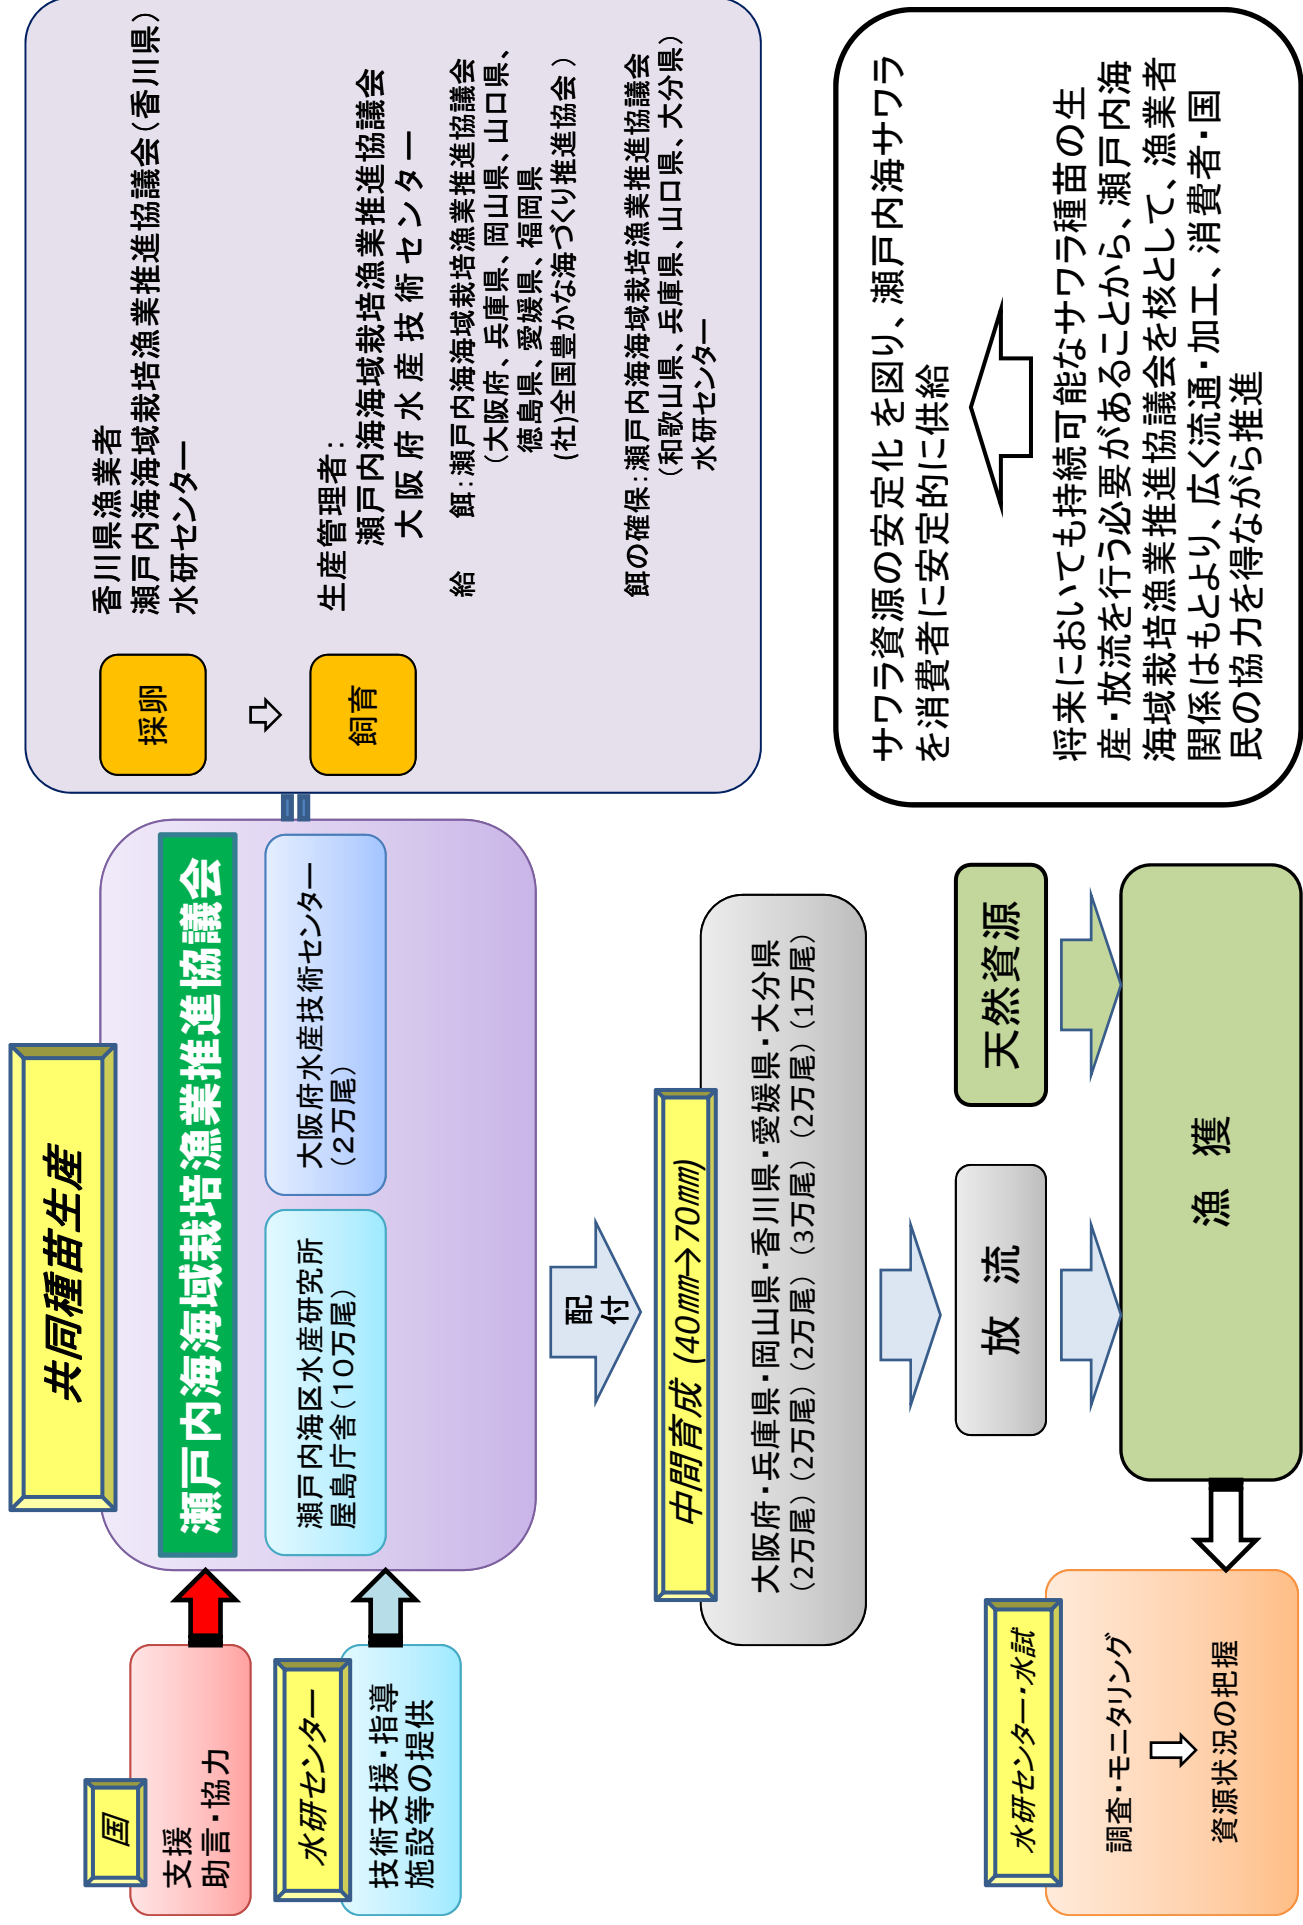 共同種苗生産
国
支援
助言・協力
水研センター
技術支援・指導
施設等の提供
瀬戸内海海域栽培漁業推進協議会
瀬戸内海区水産研究所
屋島庁舎(10万尾)
大阪府水産技術センター
(2万尾)
採卵
香川県漁業者
瀬戸内海海域栽培漁業推進協議会(香川県)
水研センター
飼育
生産管理者:
瀬戸内海海域栽培漁業推進協議会
大阪府水産技術センター
給　餌:瀬戸内海海域栽培漁業推進協議会
(大阪府、兵庫県、岡山県、山口県、
徳島県、愛媛県、福岡県
(社)全国豊かな海づくり推進協会)
餌の確保:瀬戸内海海域栽培漁業推進協議会
(和歌山県、兵庫県、山口県、大分県)
水研センター
配
付
中間育成 (40㎜→70㎜)
大阪府・兵庫県・岡山県・香川県・愛媛県・大分県
(2万尾)(2万尾)(2万尾)(3万尾)(2万尾)(1万尾)
放 流
天然資源
漁 獲
水研センター・水試
調査・モニタリング
資源状況の把握
サワラ資源の安定化を図り、瀬戸内海サワラ
を消費者に安定的に供給
将来においても持続可能なサワラ種苗の生
産・放流を行う必要があることから、瀬戸内海
海域栽培漁業推進協議会を核として、漁業者
関係はもとより、広く流通・加工、消費者・国
民の協力を得ながら推進